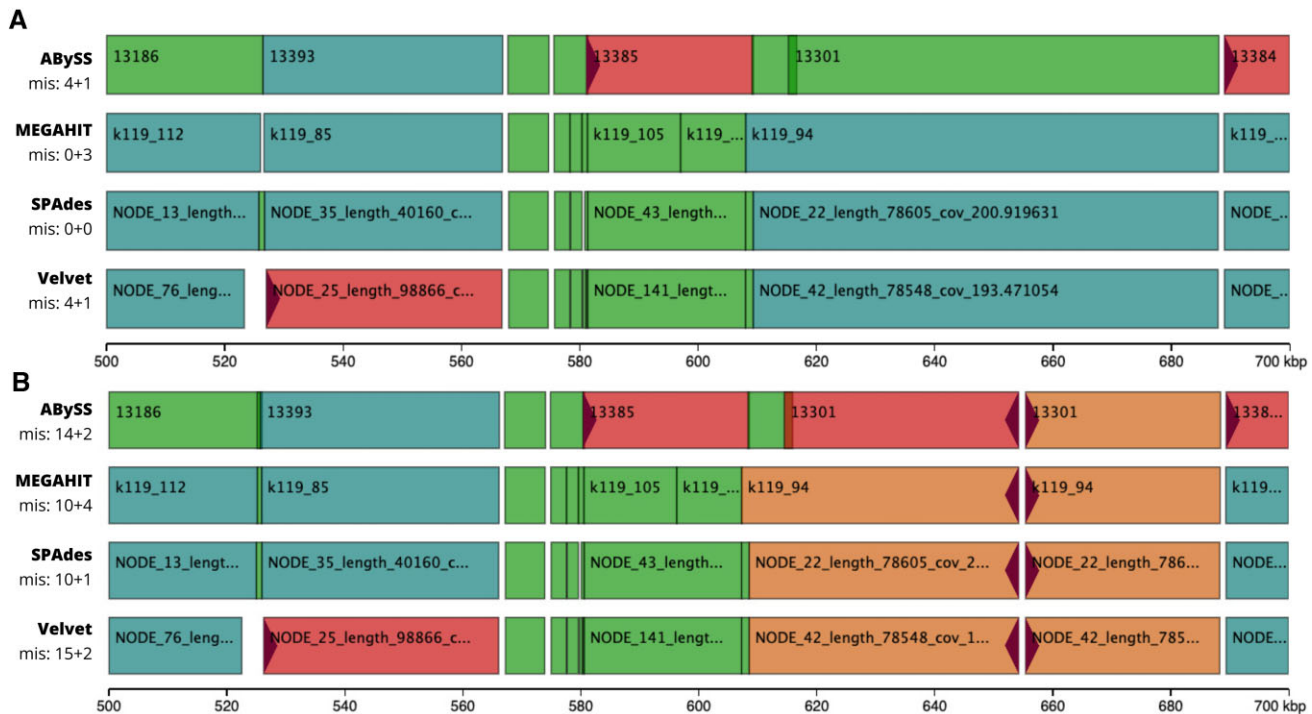 A
ABySS
mis: 4+1
13186 13393 13385 13301 13384
MEGAHIT
mis: 0+3
k119_112 k119_85 k119_105 k119_... k119_94 k119_...
SPAdes
mis: 0+0
NODE_13_length... NODE_35_length_40160_c... NODE_43_length... NODE_22_length_78605_cov_200.919631 NODE_...
Velvet
mis: 4+1
NODE_76_leng... NODE_25_length_98866_c... NODE_141_lengt... NODE_42_length_78548_cov_193.471054 NODE_...
500 520 540 560 580 600 620 640 660 680 700 kbp
B
ABySS
mis: 14+2
13186 13393 13385 13301 13301 1338...
MEGAHIT
mis: 10+4
k119_112 k119_85 k119_105 k119_... k119_94 k119_94 k119...
SPAdes
mis: 10+1
NODE_13_lengt... NODE_35_length_40160_c... NODE_43_length... NODE_22_length_78605_cov_2... NODE_22_length_786... NODE...
Velvet
mis: 15+2
NODE_76_leng... NODE_25_length_98866_c... NODE_141_lengt... NODE_42_length_78548_cov_1... NODE_42_length_785... NODE...
500 520 540 560 580 600 620 640 660 680 700 kbp